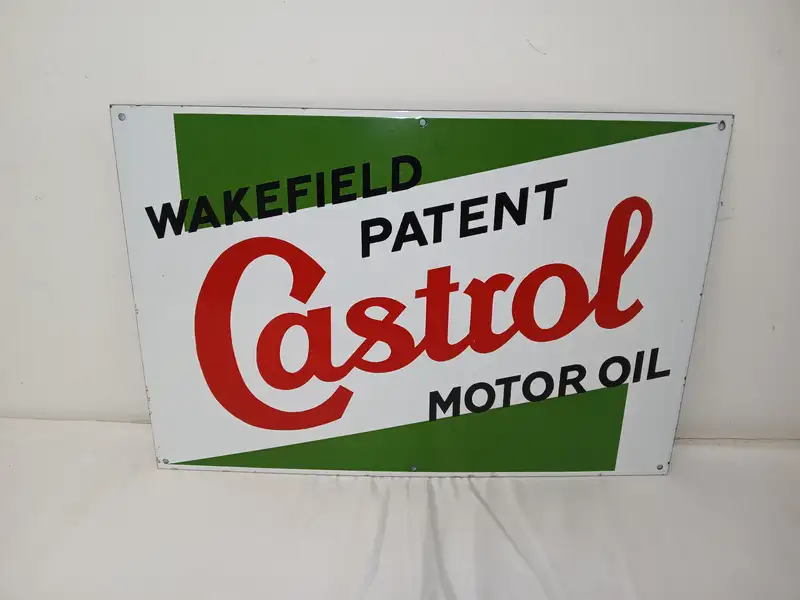 WAKEFIELD
PATENT
Castrol
MOTOR OIL